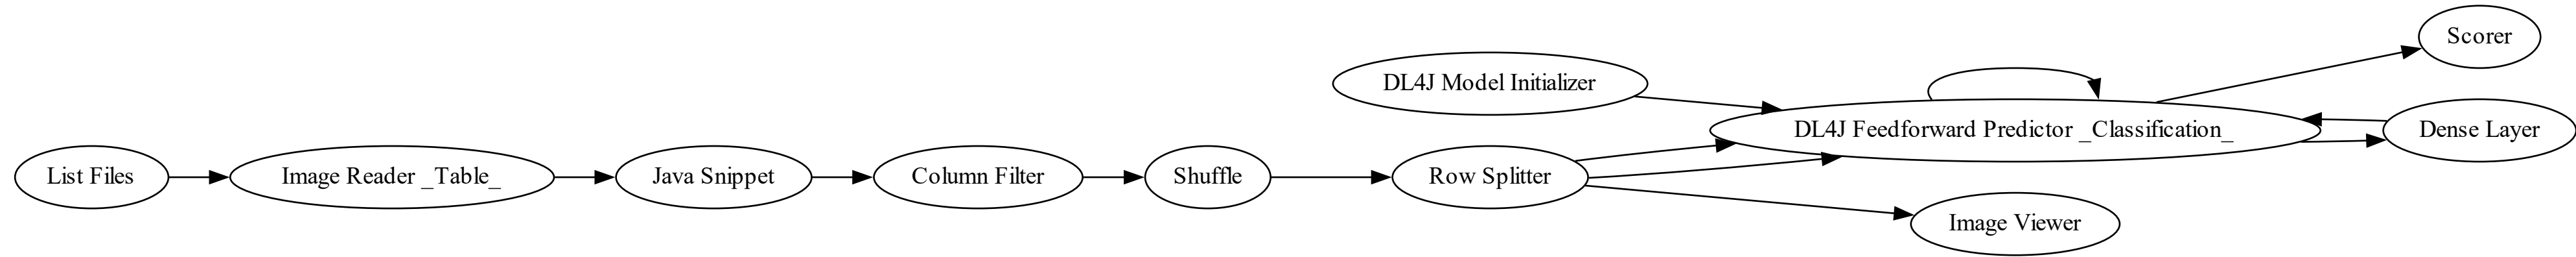 List Files
Image Reader _Table_
Java Snippet
Column Filter
Shuffle
DL4J Model Initializer
Row Splitter
DL4J Feedforward Predictor _Classification_
Image Viewer
Scorer
Dense Layer